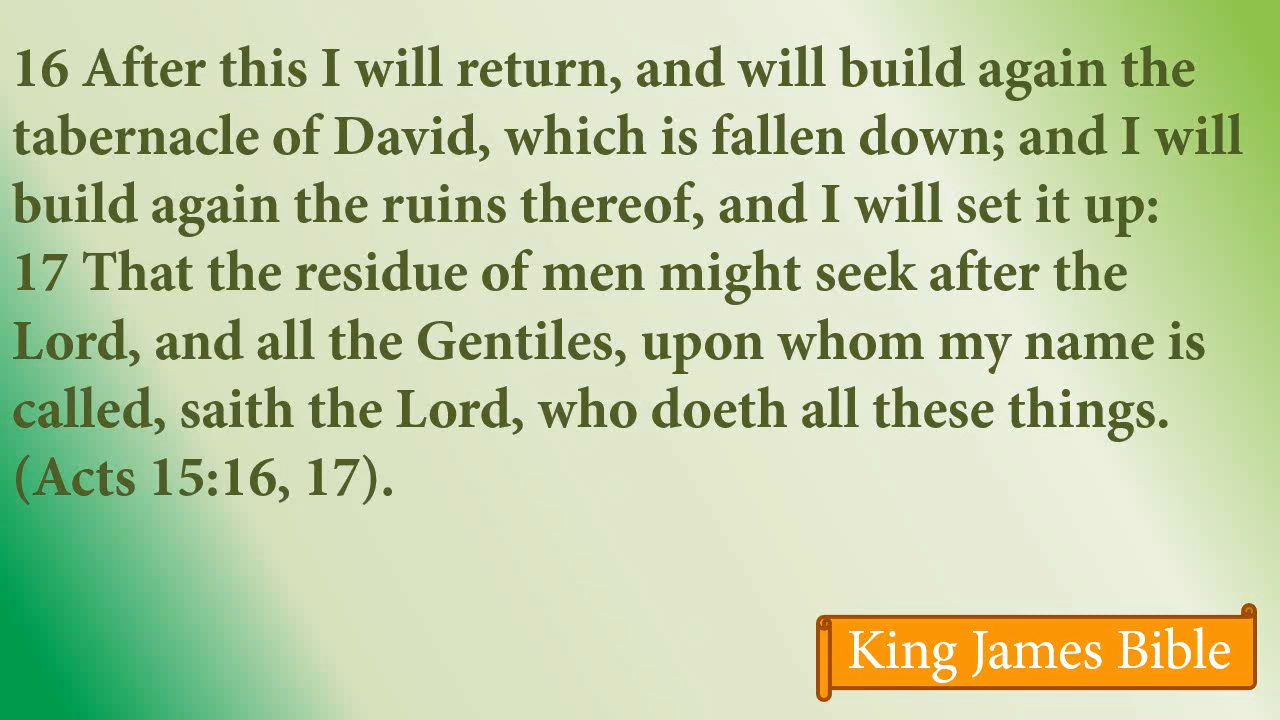 16 After this I will return, and will build again the
tabernacle of David, which is fallen down; and I will
build again the ruins thereof, and I will set it up:
17 That the residue of men might seek after the
Lord, and all the Gentiles, upon whom my name is
called, saith the Lord, who doeth all these things.
(Acts 15:16, 17).
King James Bible